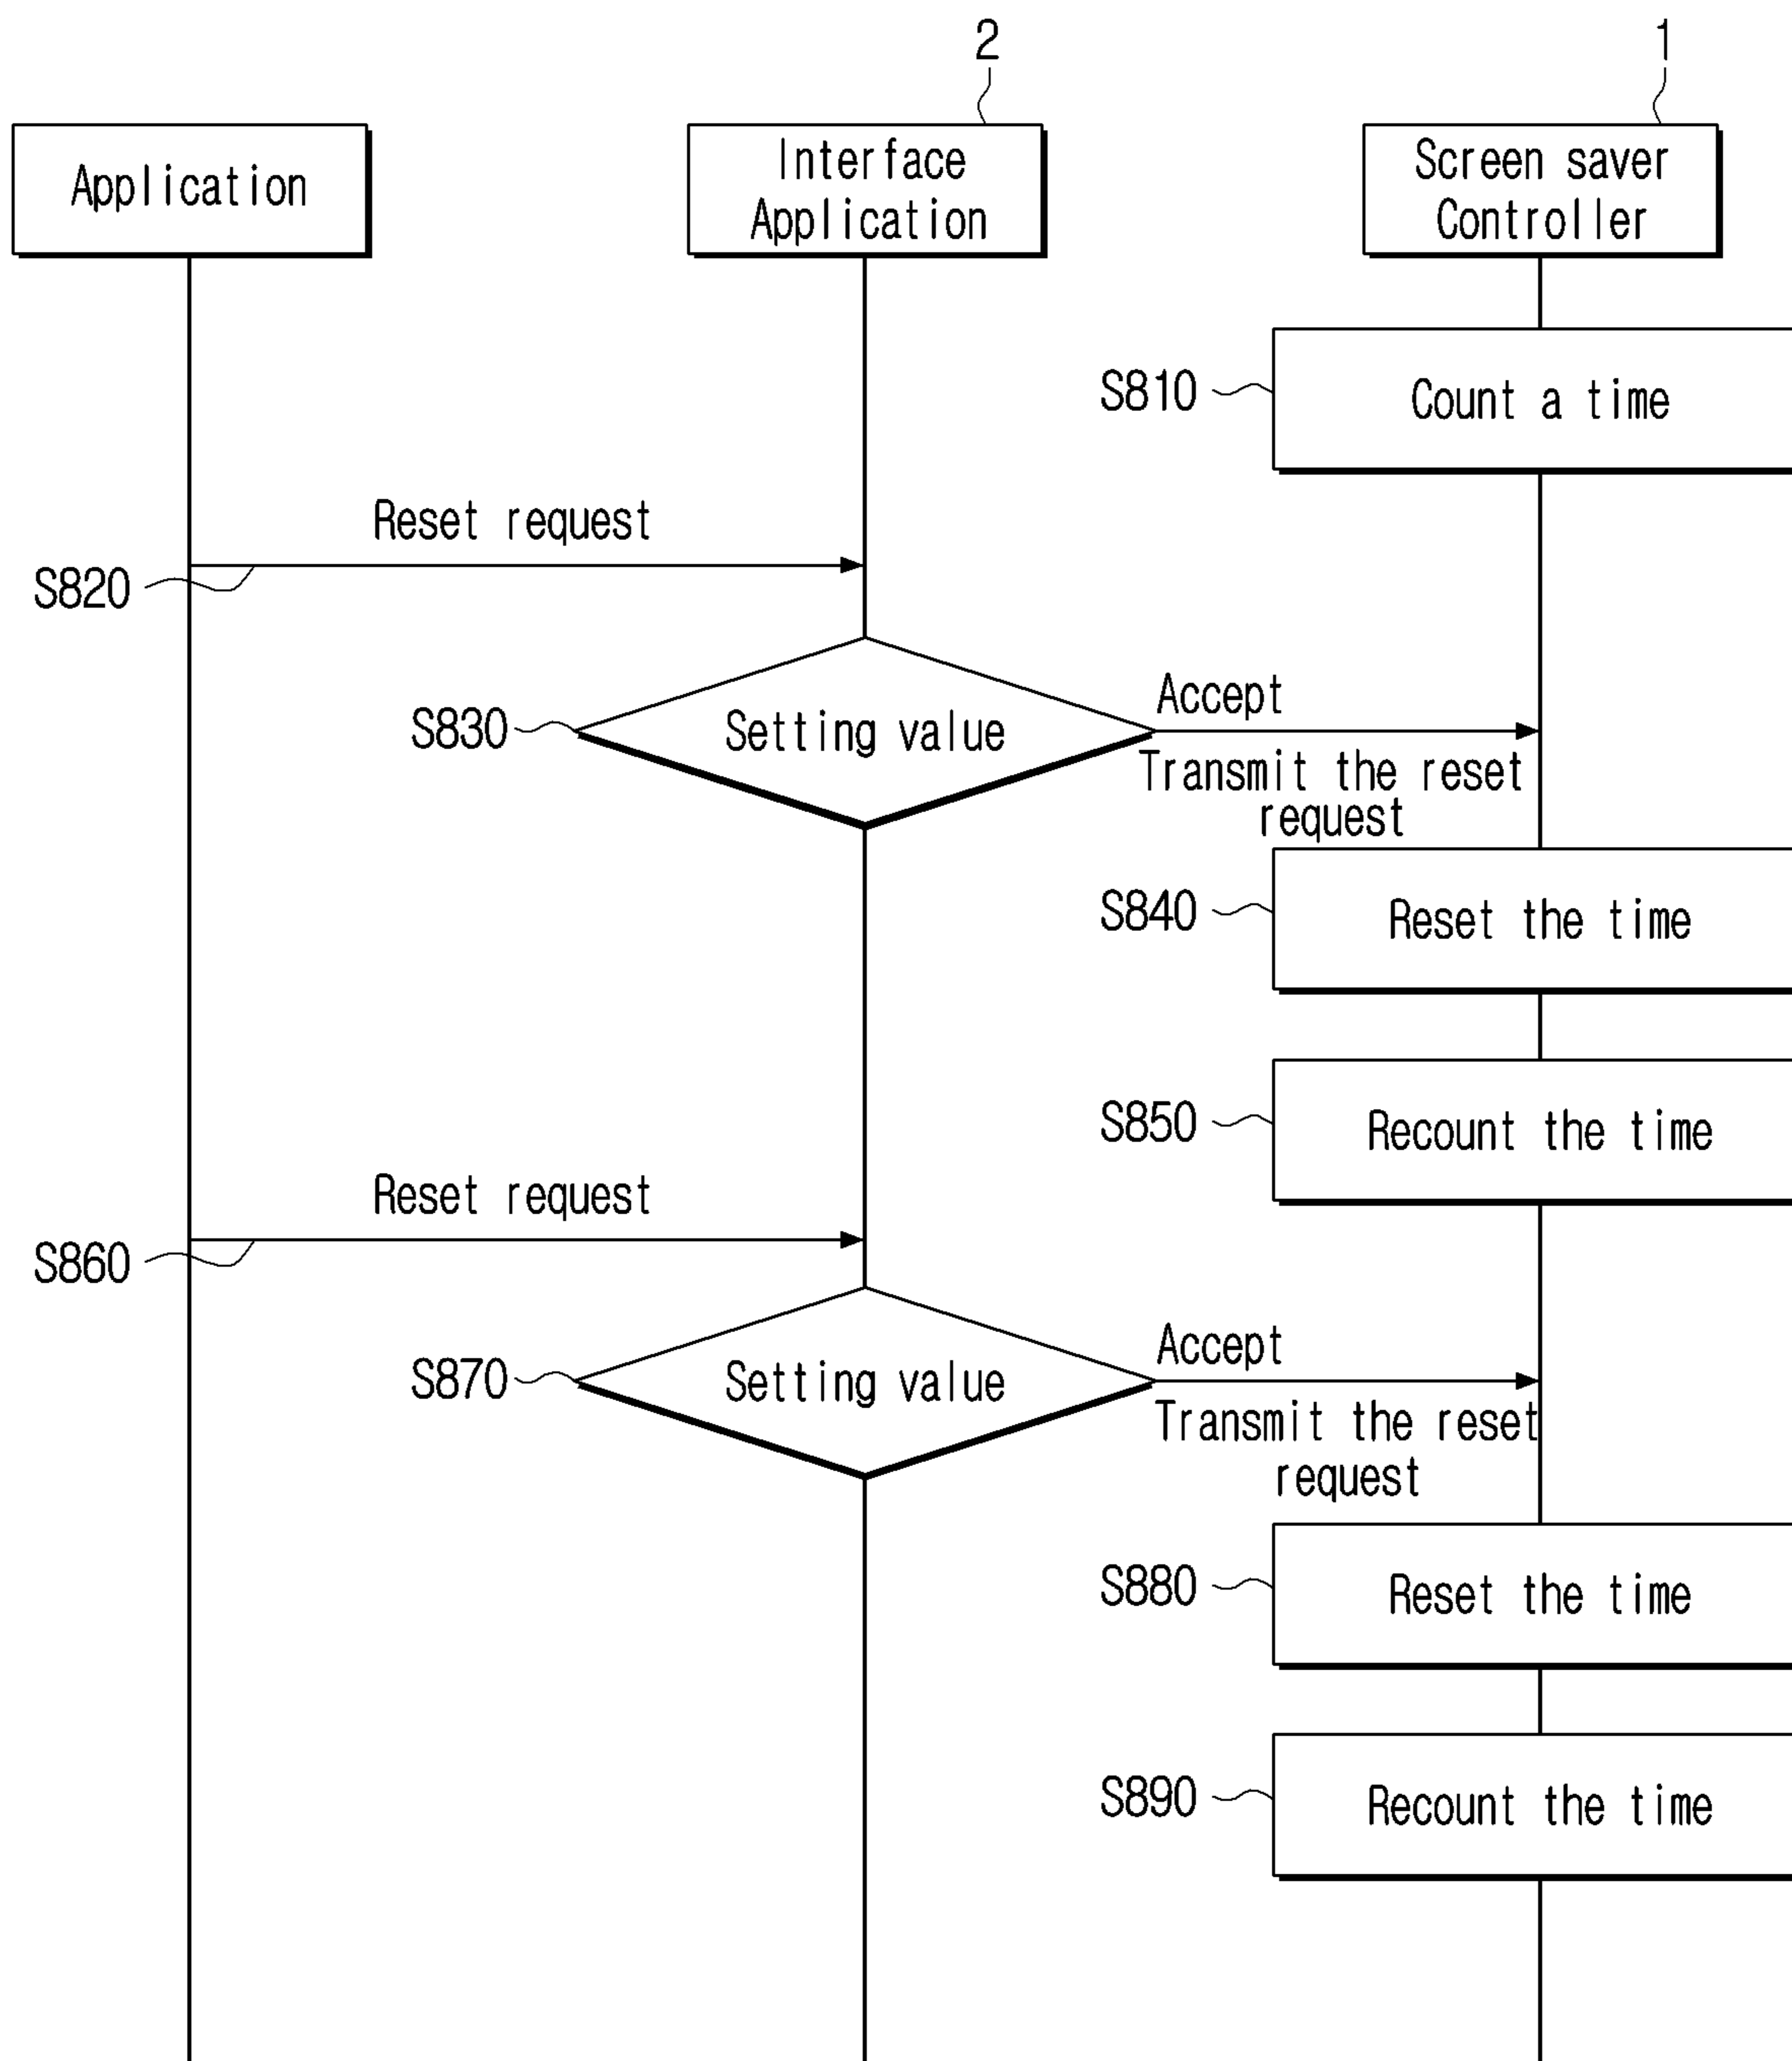 2
1
Application
Interface
Application
Screen saver
Controller
S810
Count a time
Reset request
S820
S830
Setting value
Accept
Transmit the reset
request
S840
Reset the time
S850
Recount the time
Reset request
S860
S870
Setting value
Accept
Transmit the reset
request
S880
Reset the time
S890
Recount the time